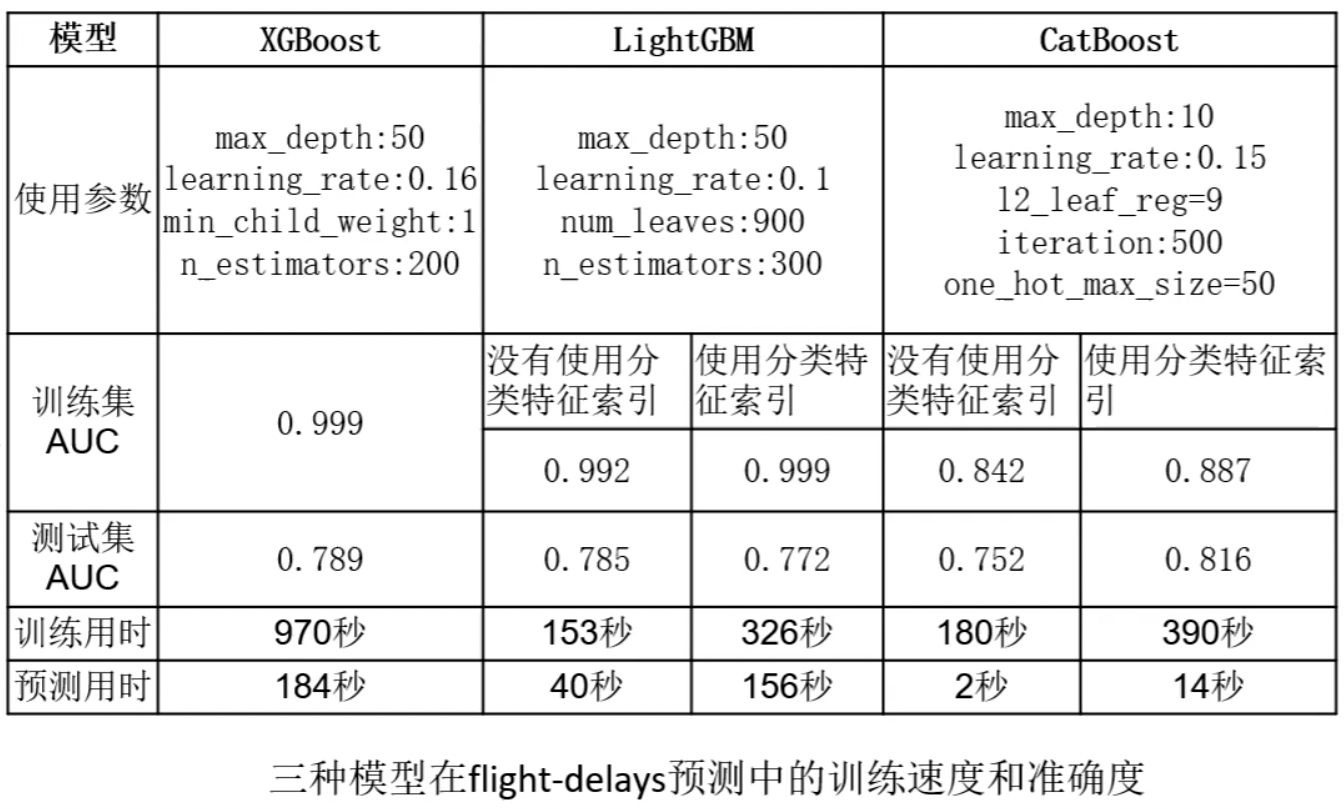 模型 XGBoost LightGBM CatBoost
使用参数
max_depth:50
learning_rate:0.16
min_child_weight:1
n_estimators:200
max_depth:50
learning_rate:0.1
num_leaves:900
n_estimators:300
max_depth:10
learning_rate:0.15
l2_leaf_reg=9
iteration:500
one_hot_max_size=50
训练集
AUC
0.999
没有使用分
类特征索引
使用分类特
征索引
没有使用分
类特征索引
使用分类特征索
引
0.992 0.999 0.842 0.887
测试集
AUC
0.789 0.785 0.772 0.752 0.816
训练用时 970秒 153秒 326秒 180秒 390秒
预测用时 184秒 40秒 156秒 2秒 14秒
三种模型在flight-delays预测中的训练速度和准确度